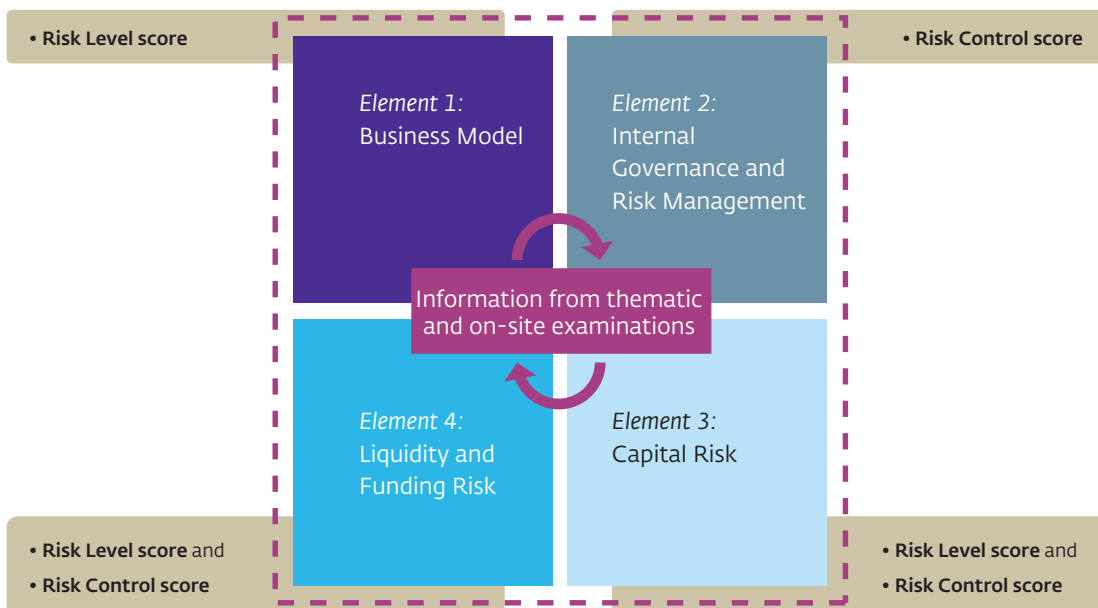 • Risk Level score
• Risk Control score
Element 1:
Business Model
Element 2:
Internal
Governance and
Risk Management
Information from thematic
and on-site examinations
Element 4:
Liquidity and
Funding Risk
Element 3:
Capital Risk
• Risk Level score and
• Risk Control score
• Risk Level score and
• Risk Control score